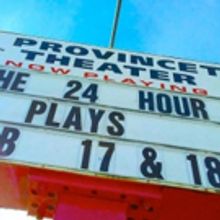 PROVINCET
THEATER
NOW PLAYING
HE 24 HOUR
PLAYS
B 17 & 18